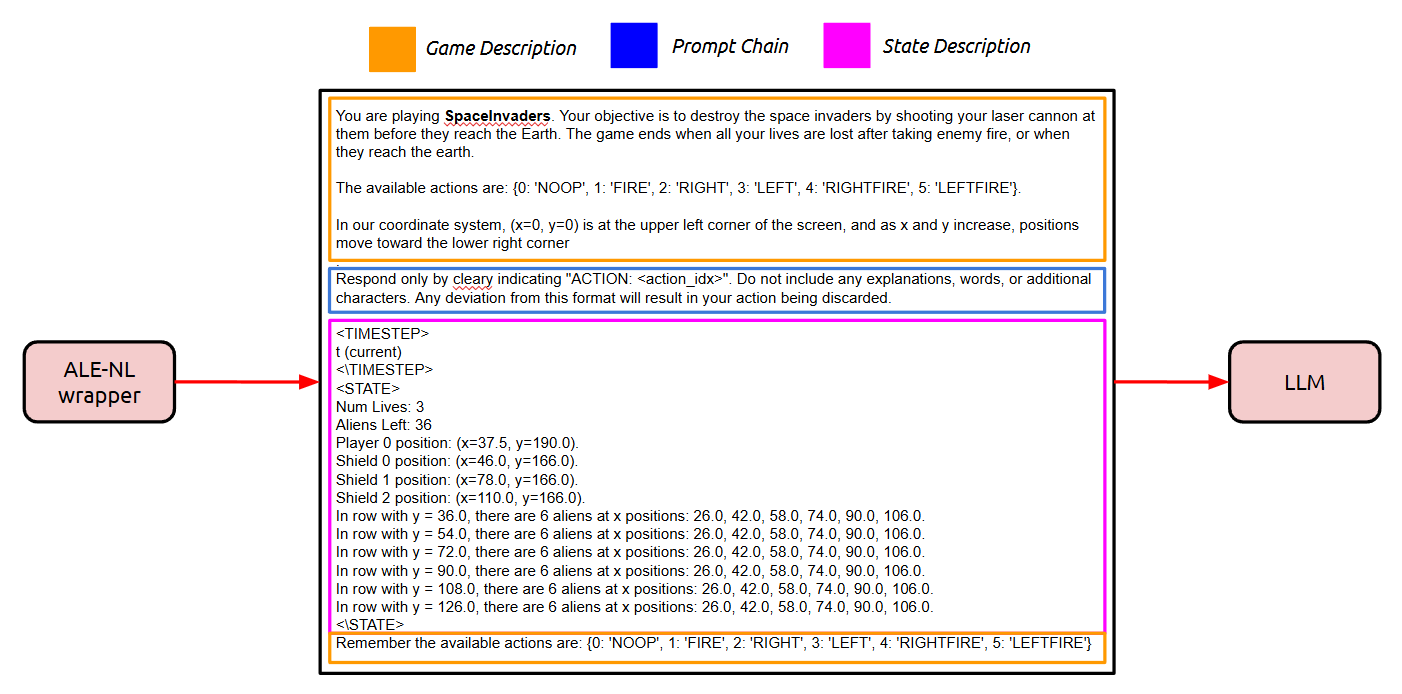 Game Description
Prompt Chain
State Description
You are playing SpaceInvaders. Your objective is to destroy the space invaders by shooting your laser cannon at
them before they reach the Earth. The game ends when all your lives are lost after taking enemy fire, or when
they reach the earth.
The available actions are: {0: 'NOOP', 1: 'FIRE', 2: 'RIGHT', 3: 'LEFT', 4: 'RIGHTFIRE', 5: 'LEFTFIRE'}.
In our coordinate system, (x=0, y=0) is at the upper left corner of the screen, and as x and y increase, positions
move toward the lower right corner
.
Respond only by cleary indicating "ACTION: <action_idx>". Do not include any explanations, words, or additional
characters. Any deviation from this format will result in your action being discarded.
<TIMESTEP>
t (current)
<\TIMESTEP>
<STATE>
Num Lives: 3
Aliens Left: 36
Player 0 position: (x=37.5, y=190.0).
Shield 0 position: (x=46.0, y=166.0).
Shield 1 position: (x=78.0, y=166.0).
Shield 2 position: (x=110.0, y=166.0).
In row with y = 36.0, there are 6 aliens at x positions: 26.0, 42.0, 58.0, 74.0, 90.0, 106.0.
In row with y = 54.0, there are 6 aliens at x positions: 26.0, 42.0, 58.0, 74.0, 90.0, 106.0.
In row with y = 72.0, there are 6 aliens at x positions: 26.0, 42.0, 58.0, 74.0, 90.0, 106.0.
In row with y = 90.0, there are 6 aliens at x positions: 26.0, 42.0, 58.0, 74.0, 90.0, 106.0.
In row with y = 108.0, there are 6 aliens at x positions: 26.0, 42.0, 58.0, 74.0, 90.0, 106.0.
In row with y = 126.0, there are 6 aliens at x positions: 26.0, 42.0, 58.0, 74.0, 90.0, 106.0.
<\STATE>
Remember the available actions are: {0: 'NOOP', 1: 'FIRE', 2: 'RIGHT', 3: 'LEFT', 4: 'RIGHTFIRE', 5: 'LEFTFIRE'}
ALE-NL
wrapper
LLM